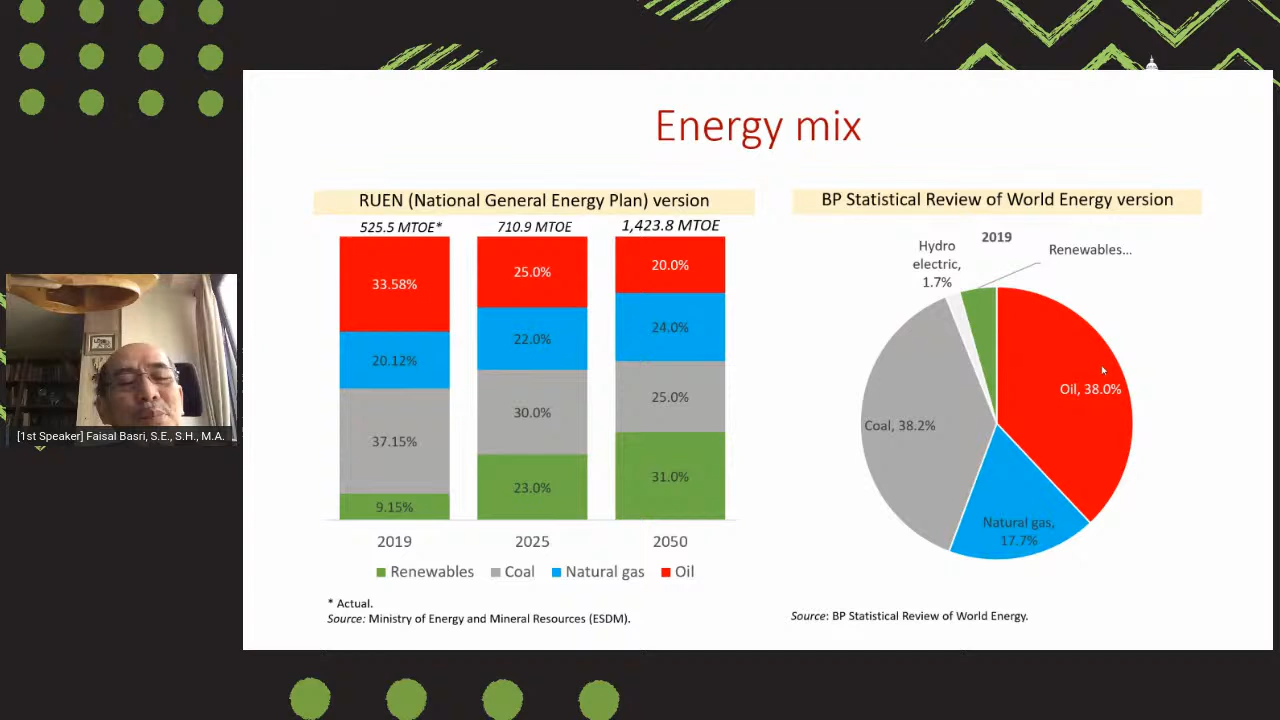 Energy mix
RUEN (National General Energy Plan) version
525.5 MTOE*
710.9 MTOE
1,423.8 MTOE
33.58%
25.0%
20.0%
20.12%
22.0%
24.0%
37.15%
30.0%
25.0%
9.15%
23.0%
31.0%
2019
2025
2050
Renewables
Coal
Natural gas
Oil
* Actual.
Source: Ministry of Energy and Mineral Resources (ESDM).
BP Statistical Review of World Energy version
2019
Hydro
electric,
1.7%
Renewables...
Oil, 38.0%
Coal, 38.2%
Natural gas,
17.7%
Source: BP Statistical Review of World Energy.
[1st Speaker] Faisal Basri, S.E., S.H., M.A.